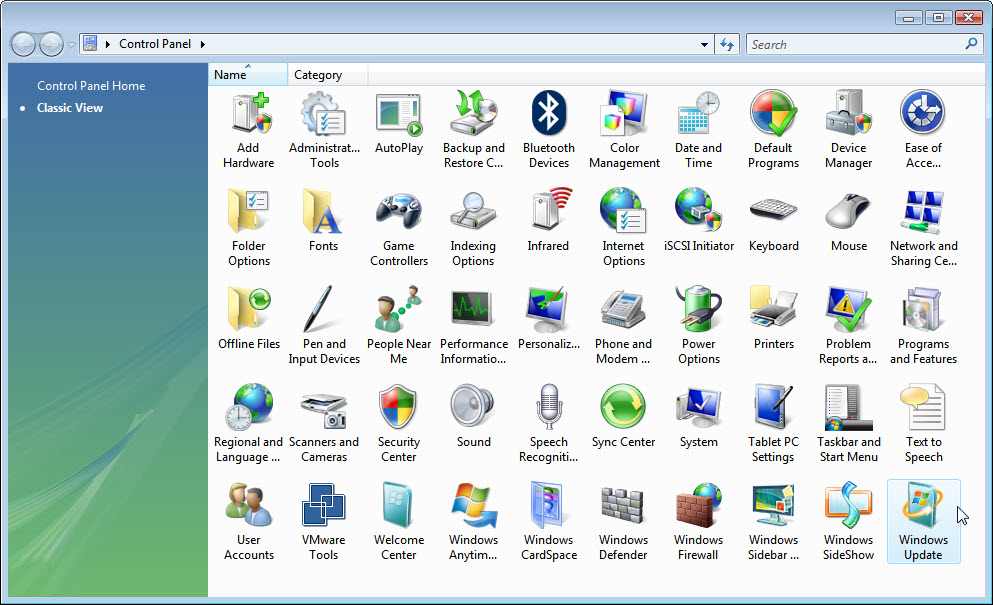 Control Panel
Search
Control Panel Home
Classic View
Name
Category
Add
Hardware
Administrat...
Tools
AutoPlay
Backup and
Restore C...
Bluetooth
Devices
Color
Management
Date and
Time
Default
Programs
Device
Manager
Ease of
Acce...
Folder
Options
Fonts
Game
Controllers
Indexing
Options
Infrared
Internet
Options
iSCSI Initiator
Keyboard
Mouse
Network and
Sharing Ce...
Offline Files
Pen and
Input Devices
People Near
Me
Performance
Informatio...
Personaliz...
Phone and
Modem ...
Power
Options
Printers
Problem
Reports a...
Programs
and Features
Regional and
Language ...
Scanners and
Cameras
Security
Center
Sound
Speech
Recogniti...
Sync Center
System
Tablet PC
Settings
Taskbar and
Start Menu
Text to
Speech
User
Accounts
VMware
Tools
Welcome
Center
Windows
Anytim...
Windows
CardSpace
Windows
Defender
Windows
Firewall
Windows
Sidebar ...
Windows
SideShow
Windows
Update